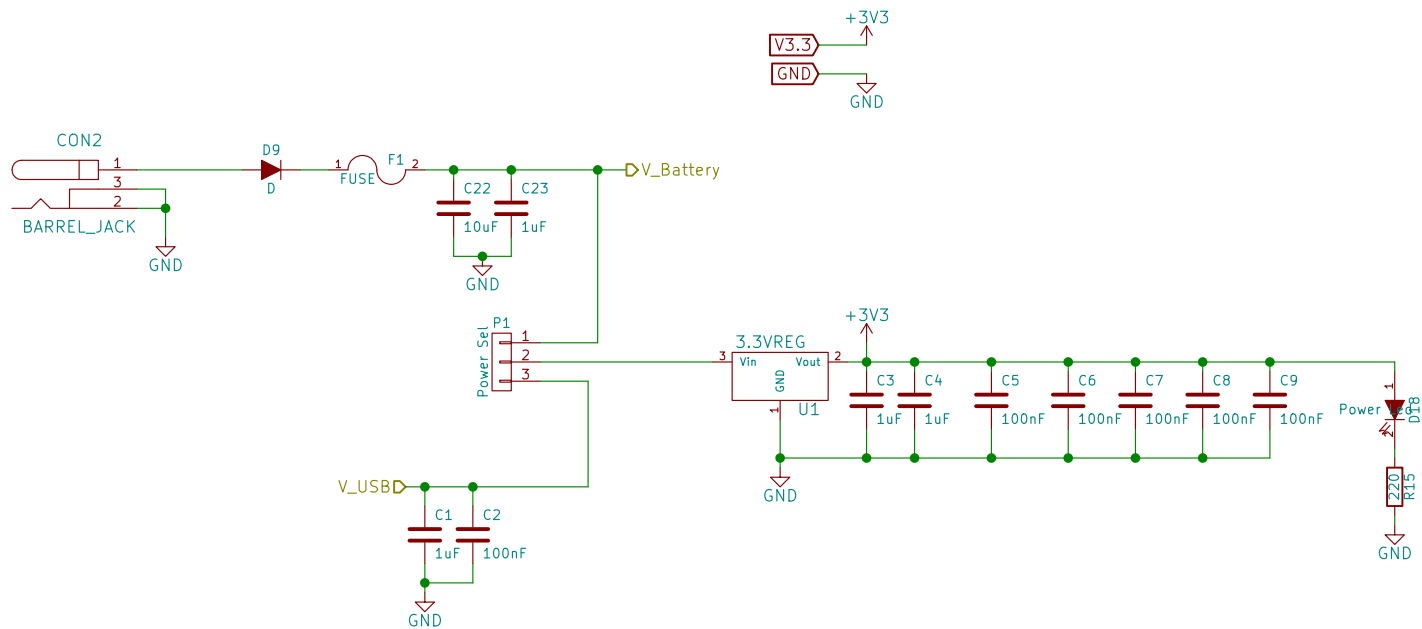 +3V3
V3.3
GND
GND
CON2
1
3
2
BARREL_JACK
GND
D9
D
1
F1
2
FUSE
V_Battery
C22
10uF
C23
1uF
GND
P1
Power Sel
1
2
3
+3V3
3.3VREG
3
Vin
Vout
2
GND
1
U1
GND
C3
1uF
C4
1uF
C5
100nF
C6
100nF
C7
100nF
C8
100nF
C9
100nF
1
Power Led
D18
2
220
R15
GND
V_USB
C1
1uF
C2
100nF
GND